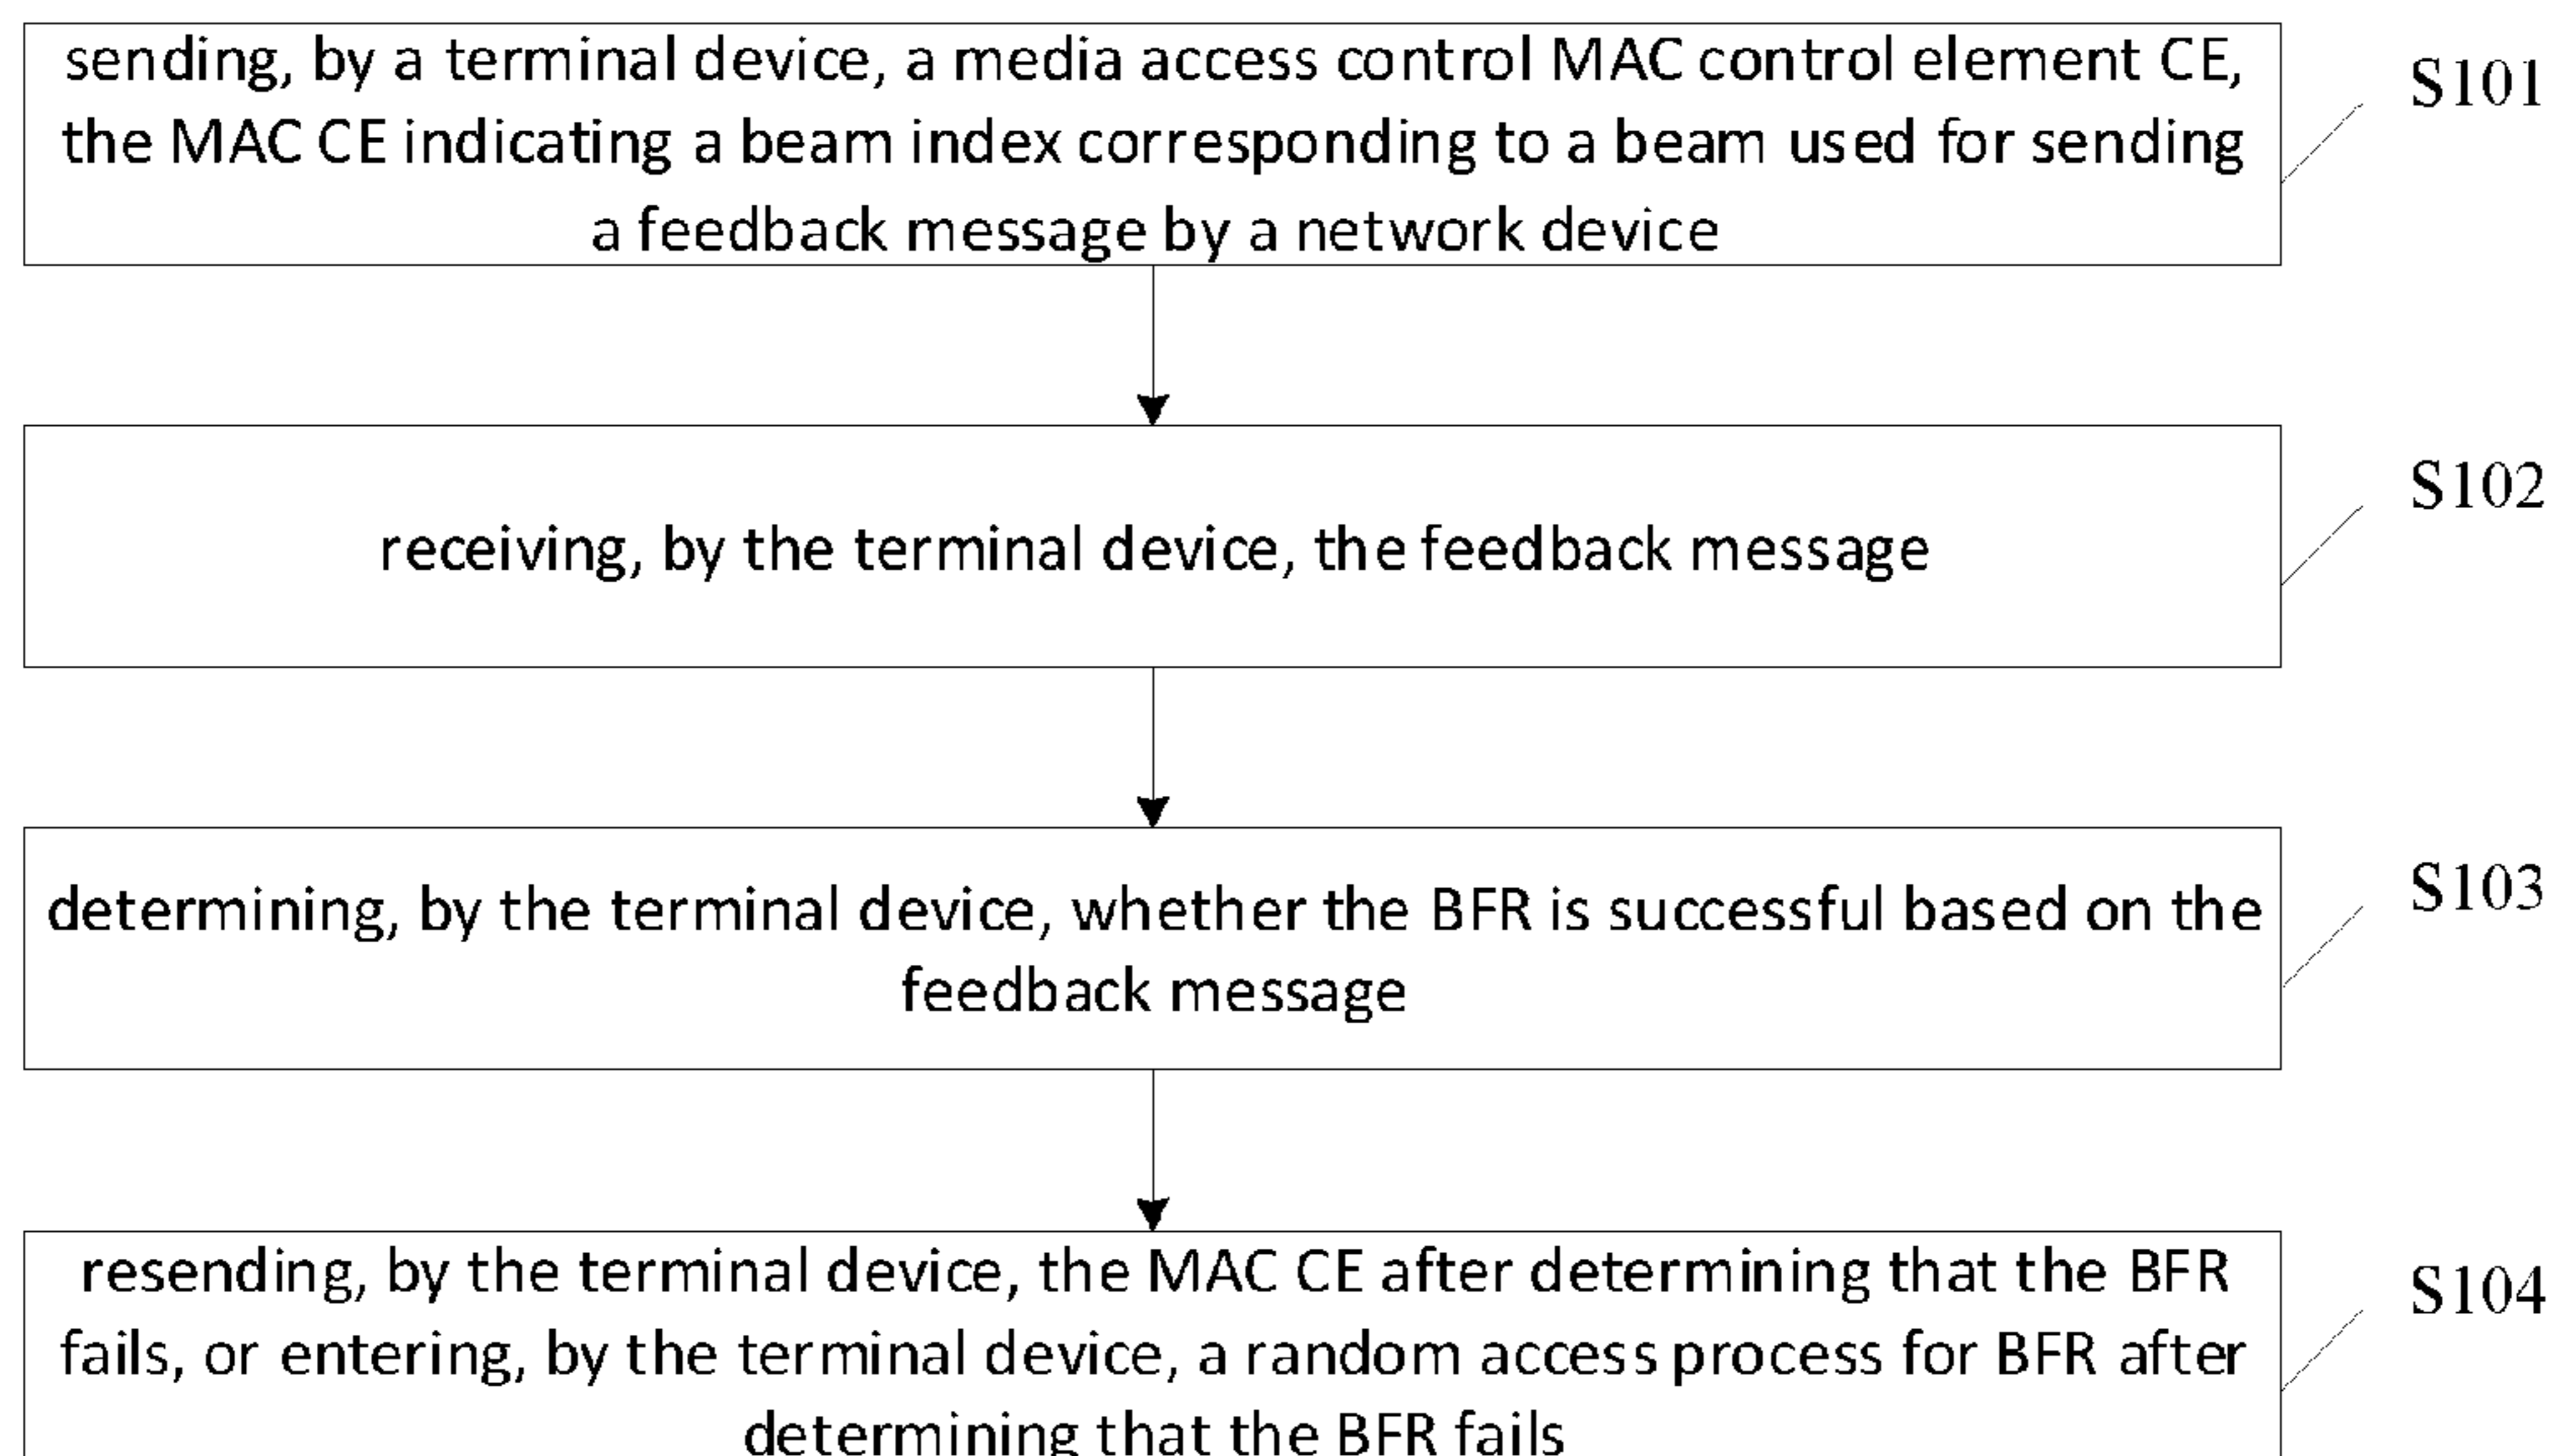 sending, by a terminal device, a media access control MAC control element CE,
the MAC CE indicating a beam index corresponding to a beam used for sending
a feedback message by a network device
S101
receiving, by the terminal device, the feedback message
S102
determining, by the terminal device, whether the BFR is successful based on the
feedback message
S103
resending, by the terminal device, the MAC CE after determining that the BFR
fails, or entering, by the terminal device, a random access process for BFR after
determining that the BFR fails
S104